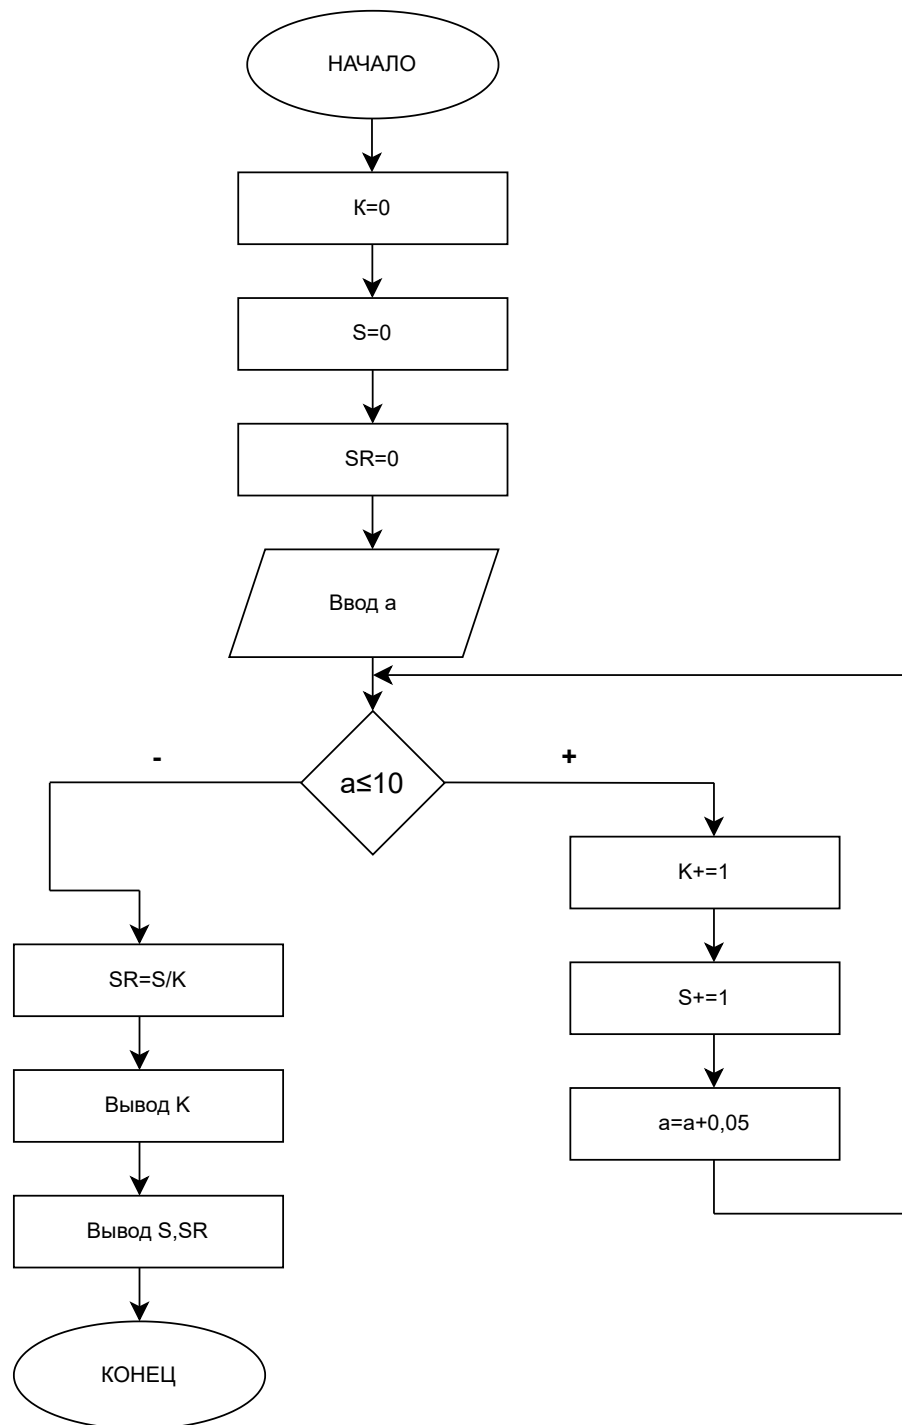 НАЧАЛО
K=0
S=0
SR=0
Ввод a
a≤10
-
+
K+=1
S+=1
a=a+0,05
SR=S/K
Вывод K
Вывод S,SR
КОНЕЦ